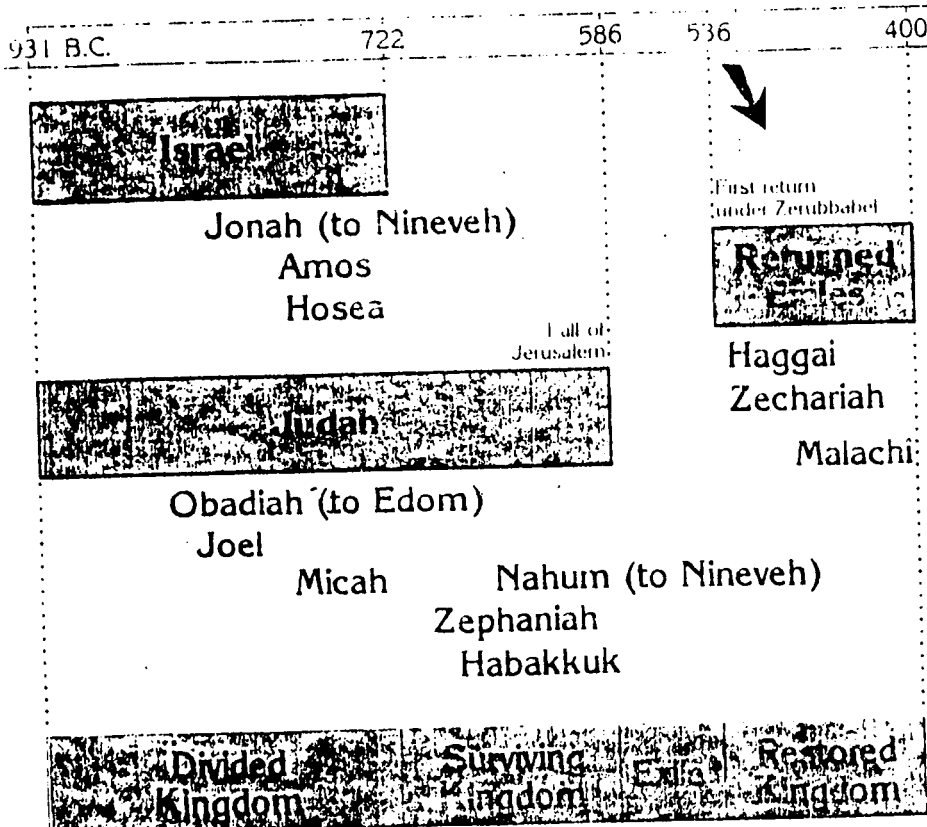 931 B.C. 722 586 536 400
Israel
First return
under Zerubbabel
Jonah (to Nineveh)
Amos
Hosea
Returned
Exiles
Fall of
Jerusalem
Haggai
Zechariah
Malachi
Judah
Obadiah (to Edom)
Joel
Micah
Nahum (to Nineveh)
Zephaniah
Habakkuk
Divided
Kingdom
Surviving
Kingdom
Exile
Restored
Kingdom